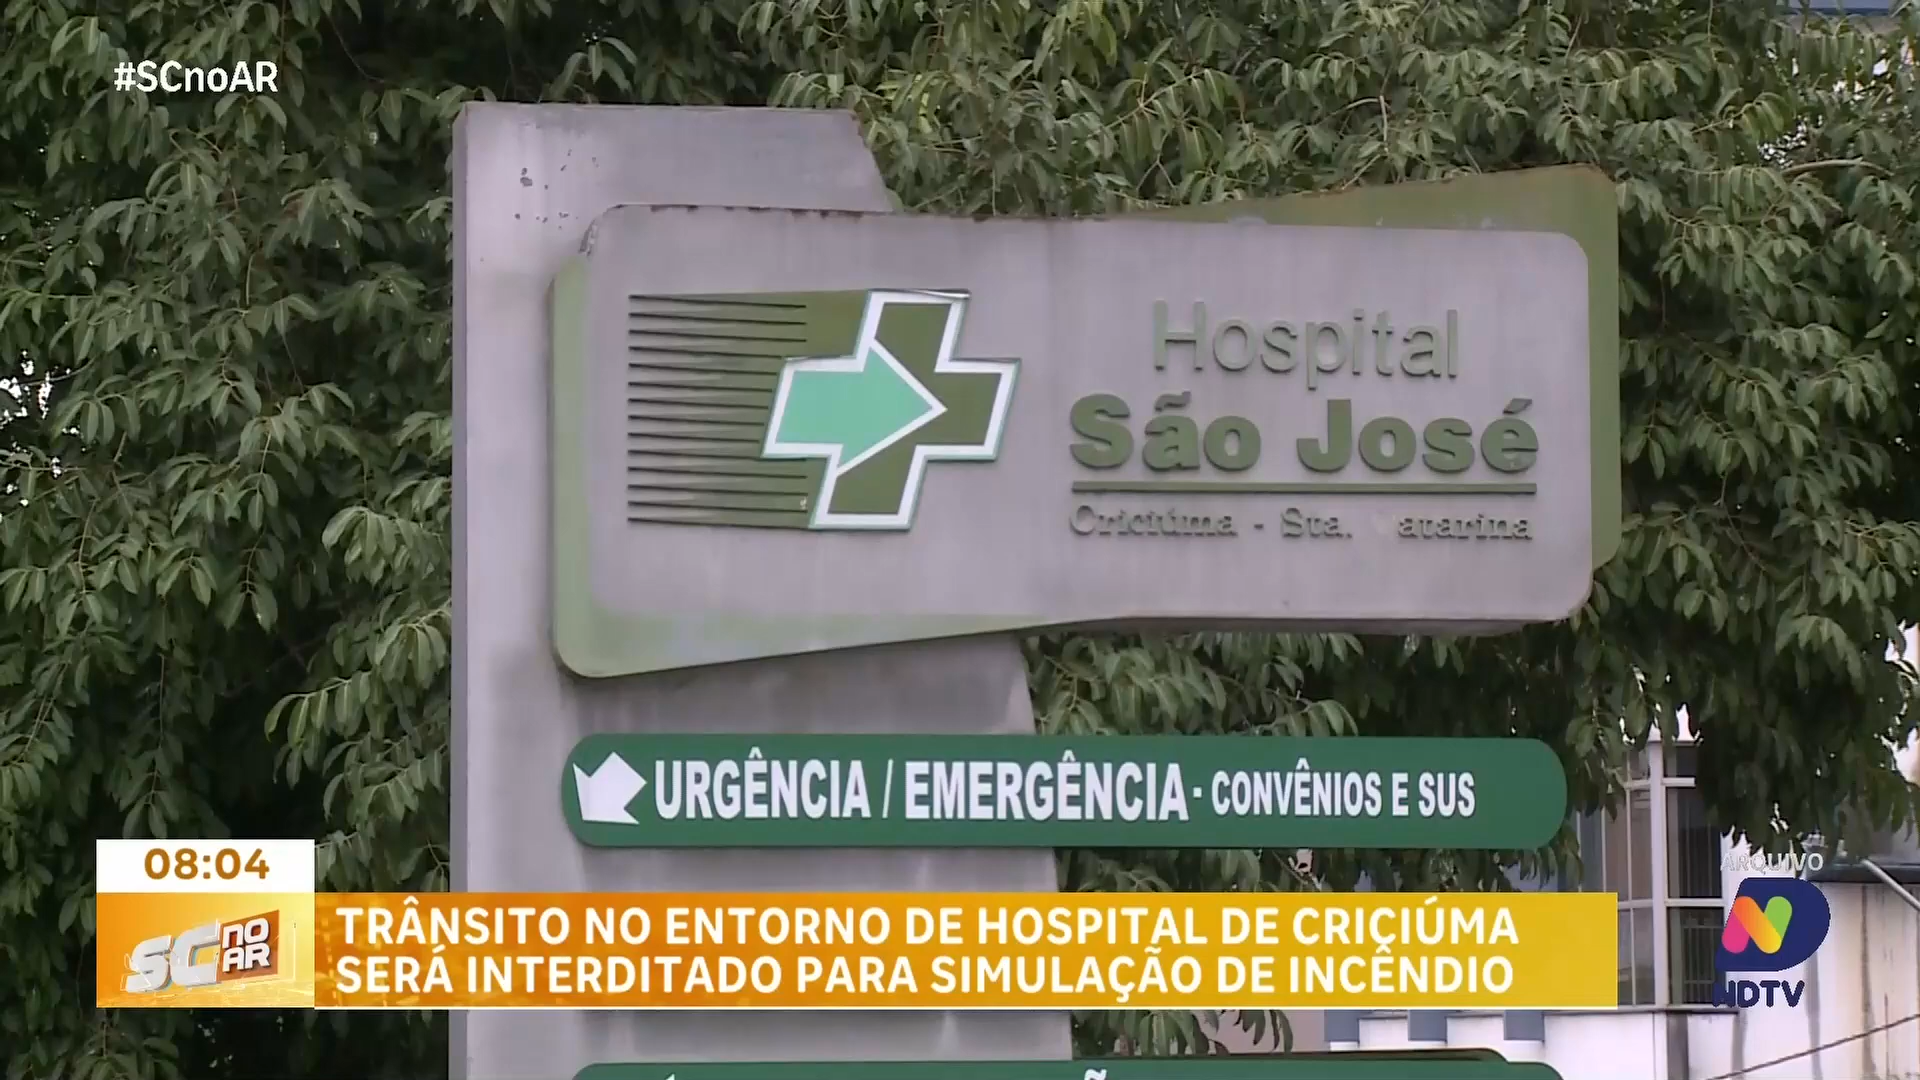 #SCnoAR
Hospital
São José
Criciúma - Sta. atarina
URGÊNCIA / EMERGÊNCIA - CONVÊNIOS E SUS
08:04
SC NO AR
TRÂNSITO NO ENTORNO DE HOSPITAL DE CRICIÚMA
SERÁ INTERDITADO PARA SIMULAÇÃO DE INCÊNDIO
ARQUIVO
NDTV